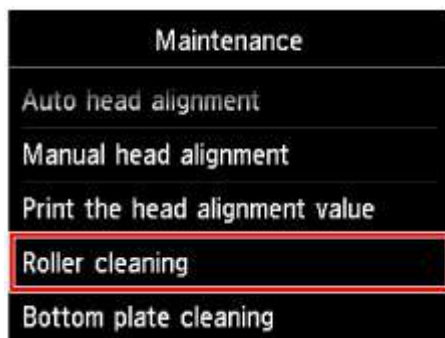 Maintenance
Auto head alignment
Manual head alignment
Print the head alignment value
Roller cleaning
Bottom plate cleaning